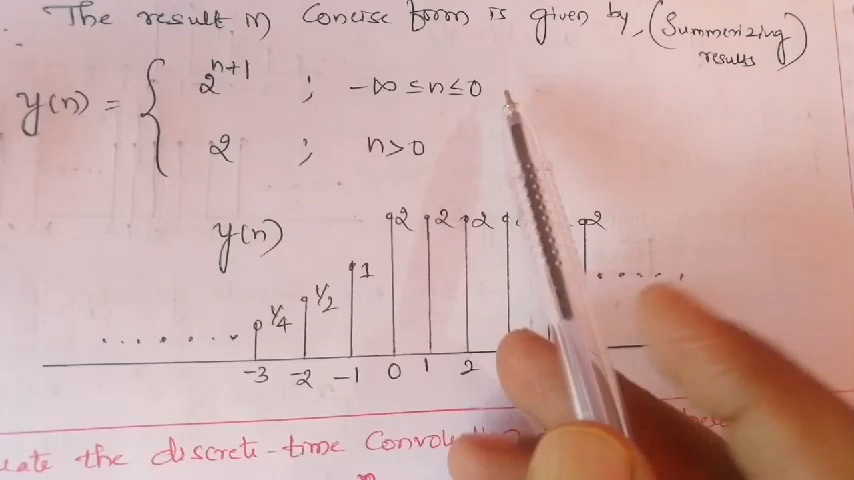 The result in Concise form is given by, (Summerizing results)
y(n) = { 2^{n+1} ; -∞ ≤ n ≤ 0
2 ; n > 0
y(n)
2 2 2 2
1
1/2
1/4
-3 -2 -1 0 1 2
the discrete-time